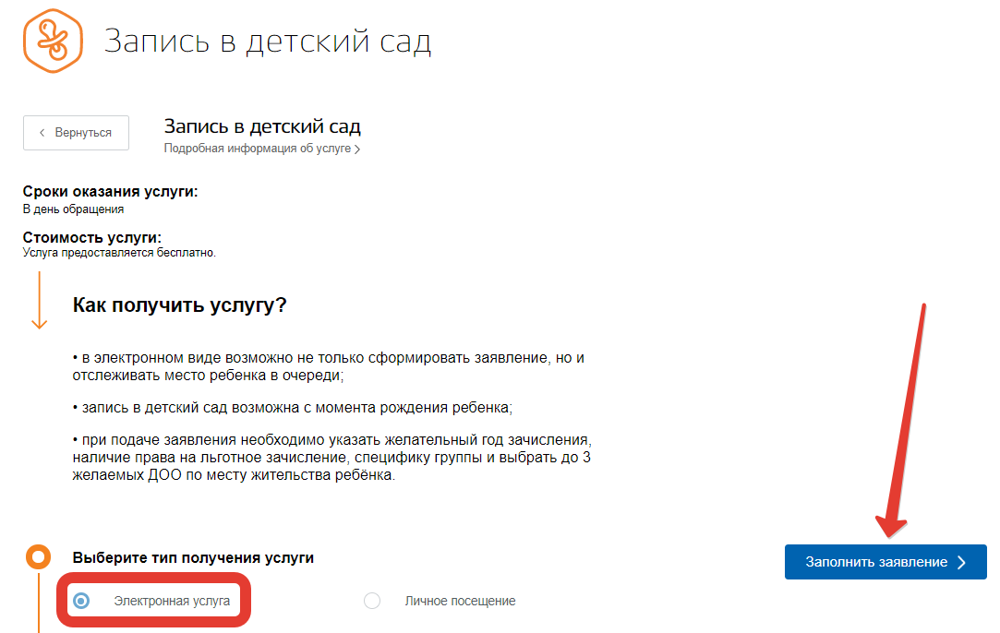 Запись в детский сад
Вернуться
Запись в детский сад
Подробная информация об услуге
Сроки оказания услуги:
В день обращения
Стоимость услуги:
Услуга предоставляется бесплатно.
Как получить услугу?
• в электронном виде возможно не только сформировать заявление, но и
отслеживать место ребенка в очереди;
• запись в детский сад возможна с момента рождения ребенка;
• при подаче заявления необходимо указать желательный год зачисления,
наличие права на льготное зачисление, специфику группы и выбрать до 3
желаемых ДОО по месту жительства ребёнка.
Выберите тип получения услуги
Заполнить заявление
Электронная услуга
Личное посещение